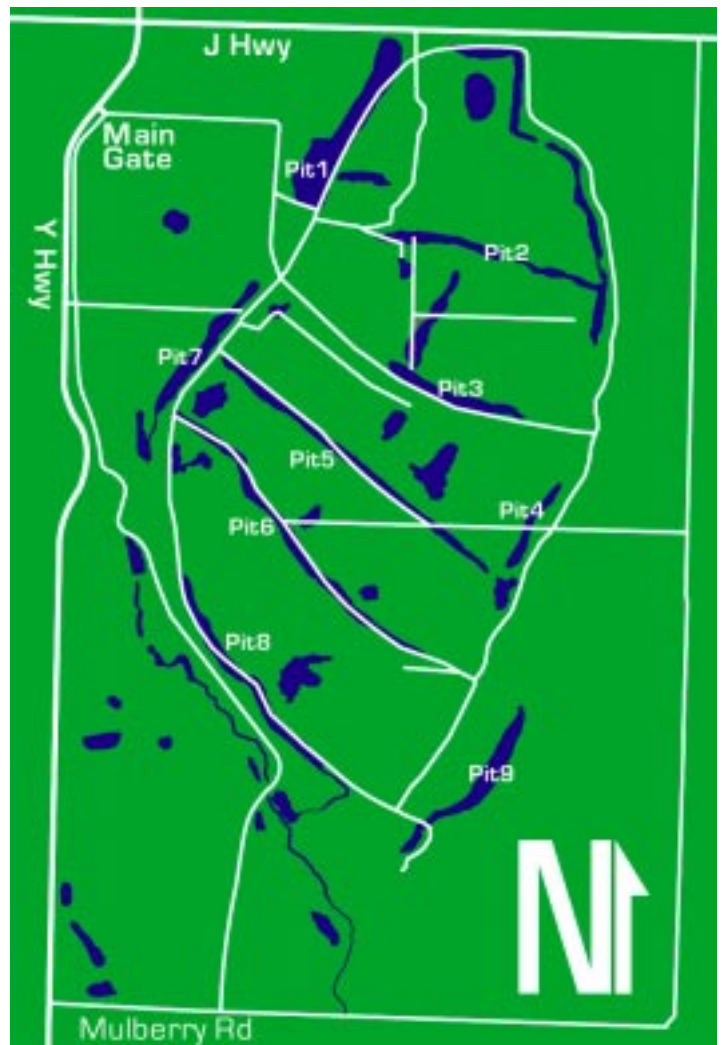 J Hwy
Main
Gate
Pit1
Y Hwy
Pit2
Pit7
Pit3
Pit5
Pit4
Pit6
Pit8
Pit9
N
Mulberry Rd